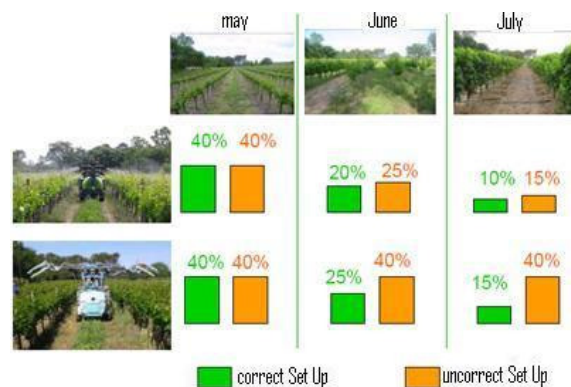 may June July
40% 40% 20% 25% 10% 15%
40% 40% 25% 40% 15% 40%
correct Set Up uncorrect Set Up